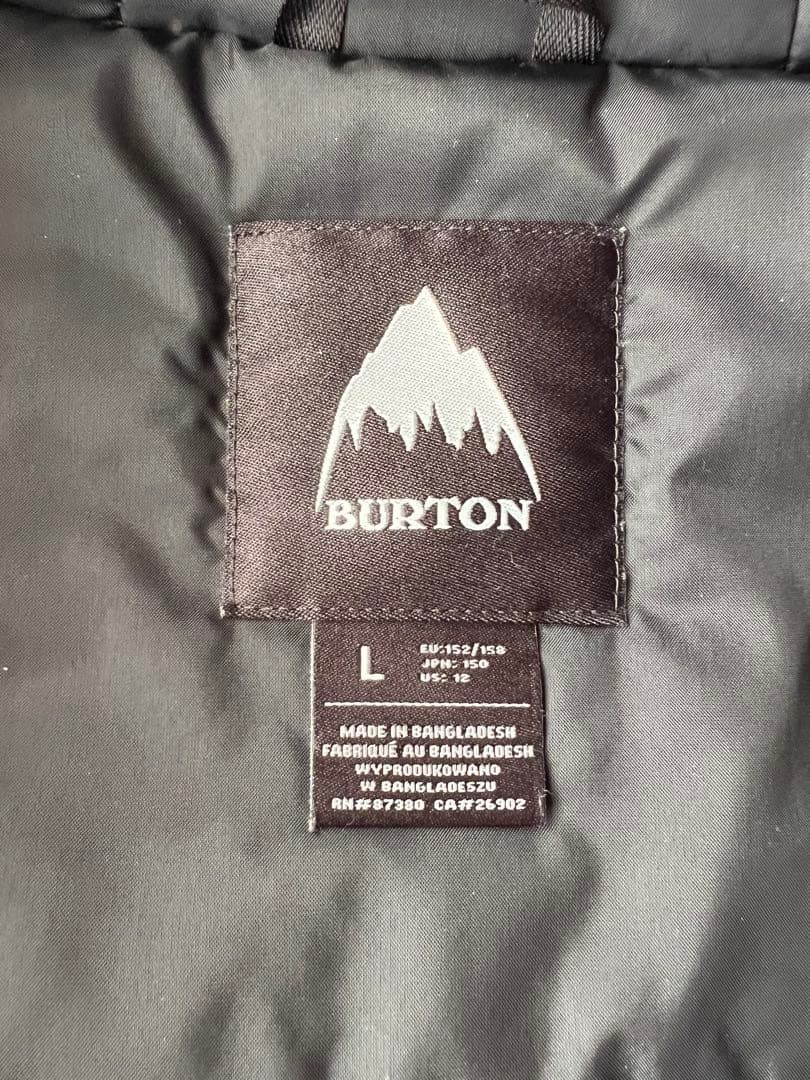 BURTON
L
EU:152/158
JPN: 150
US: 12
MADE IN BANGLADESH
FABRIQUÉ AU BANGLADESH
WYPRODUKOWANO
W BANGLADESZU
RN#87380 CA#26902